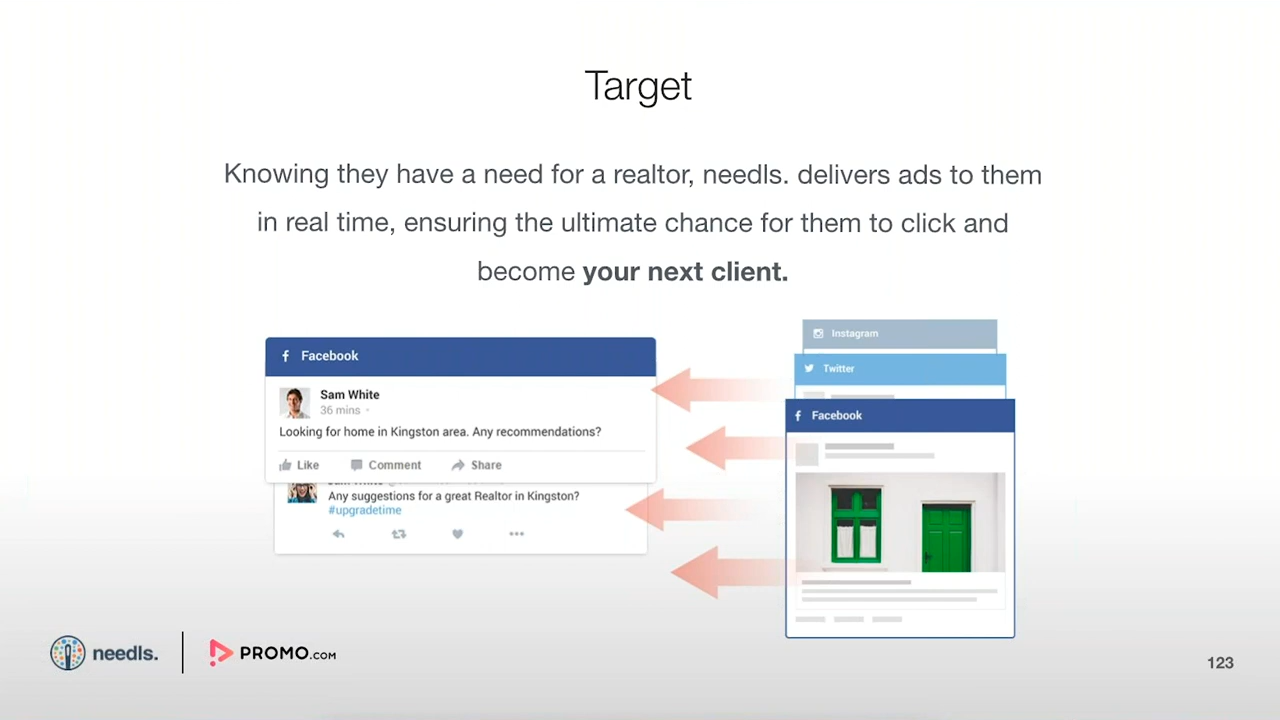 Target
Knowing they have a need for a realtor, needls. delivers ads to them
in real time, ensuring the ultimate chance for them to click and
become your next client.
Facebook
Sam White
36 mins
Looking for home in Kingston area. Any recommendations?
Like Comment Share
Any suggestions for a great Realtor in Kingston?
#upgradetime
Instagram
Twitter
Facebook
needls.
PROMO.COM
123